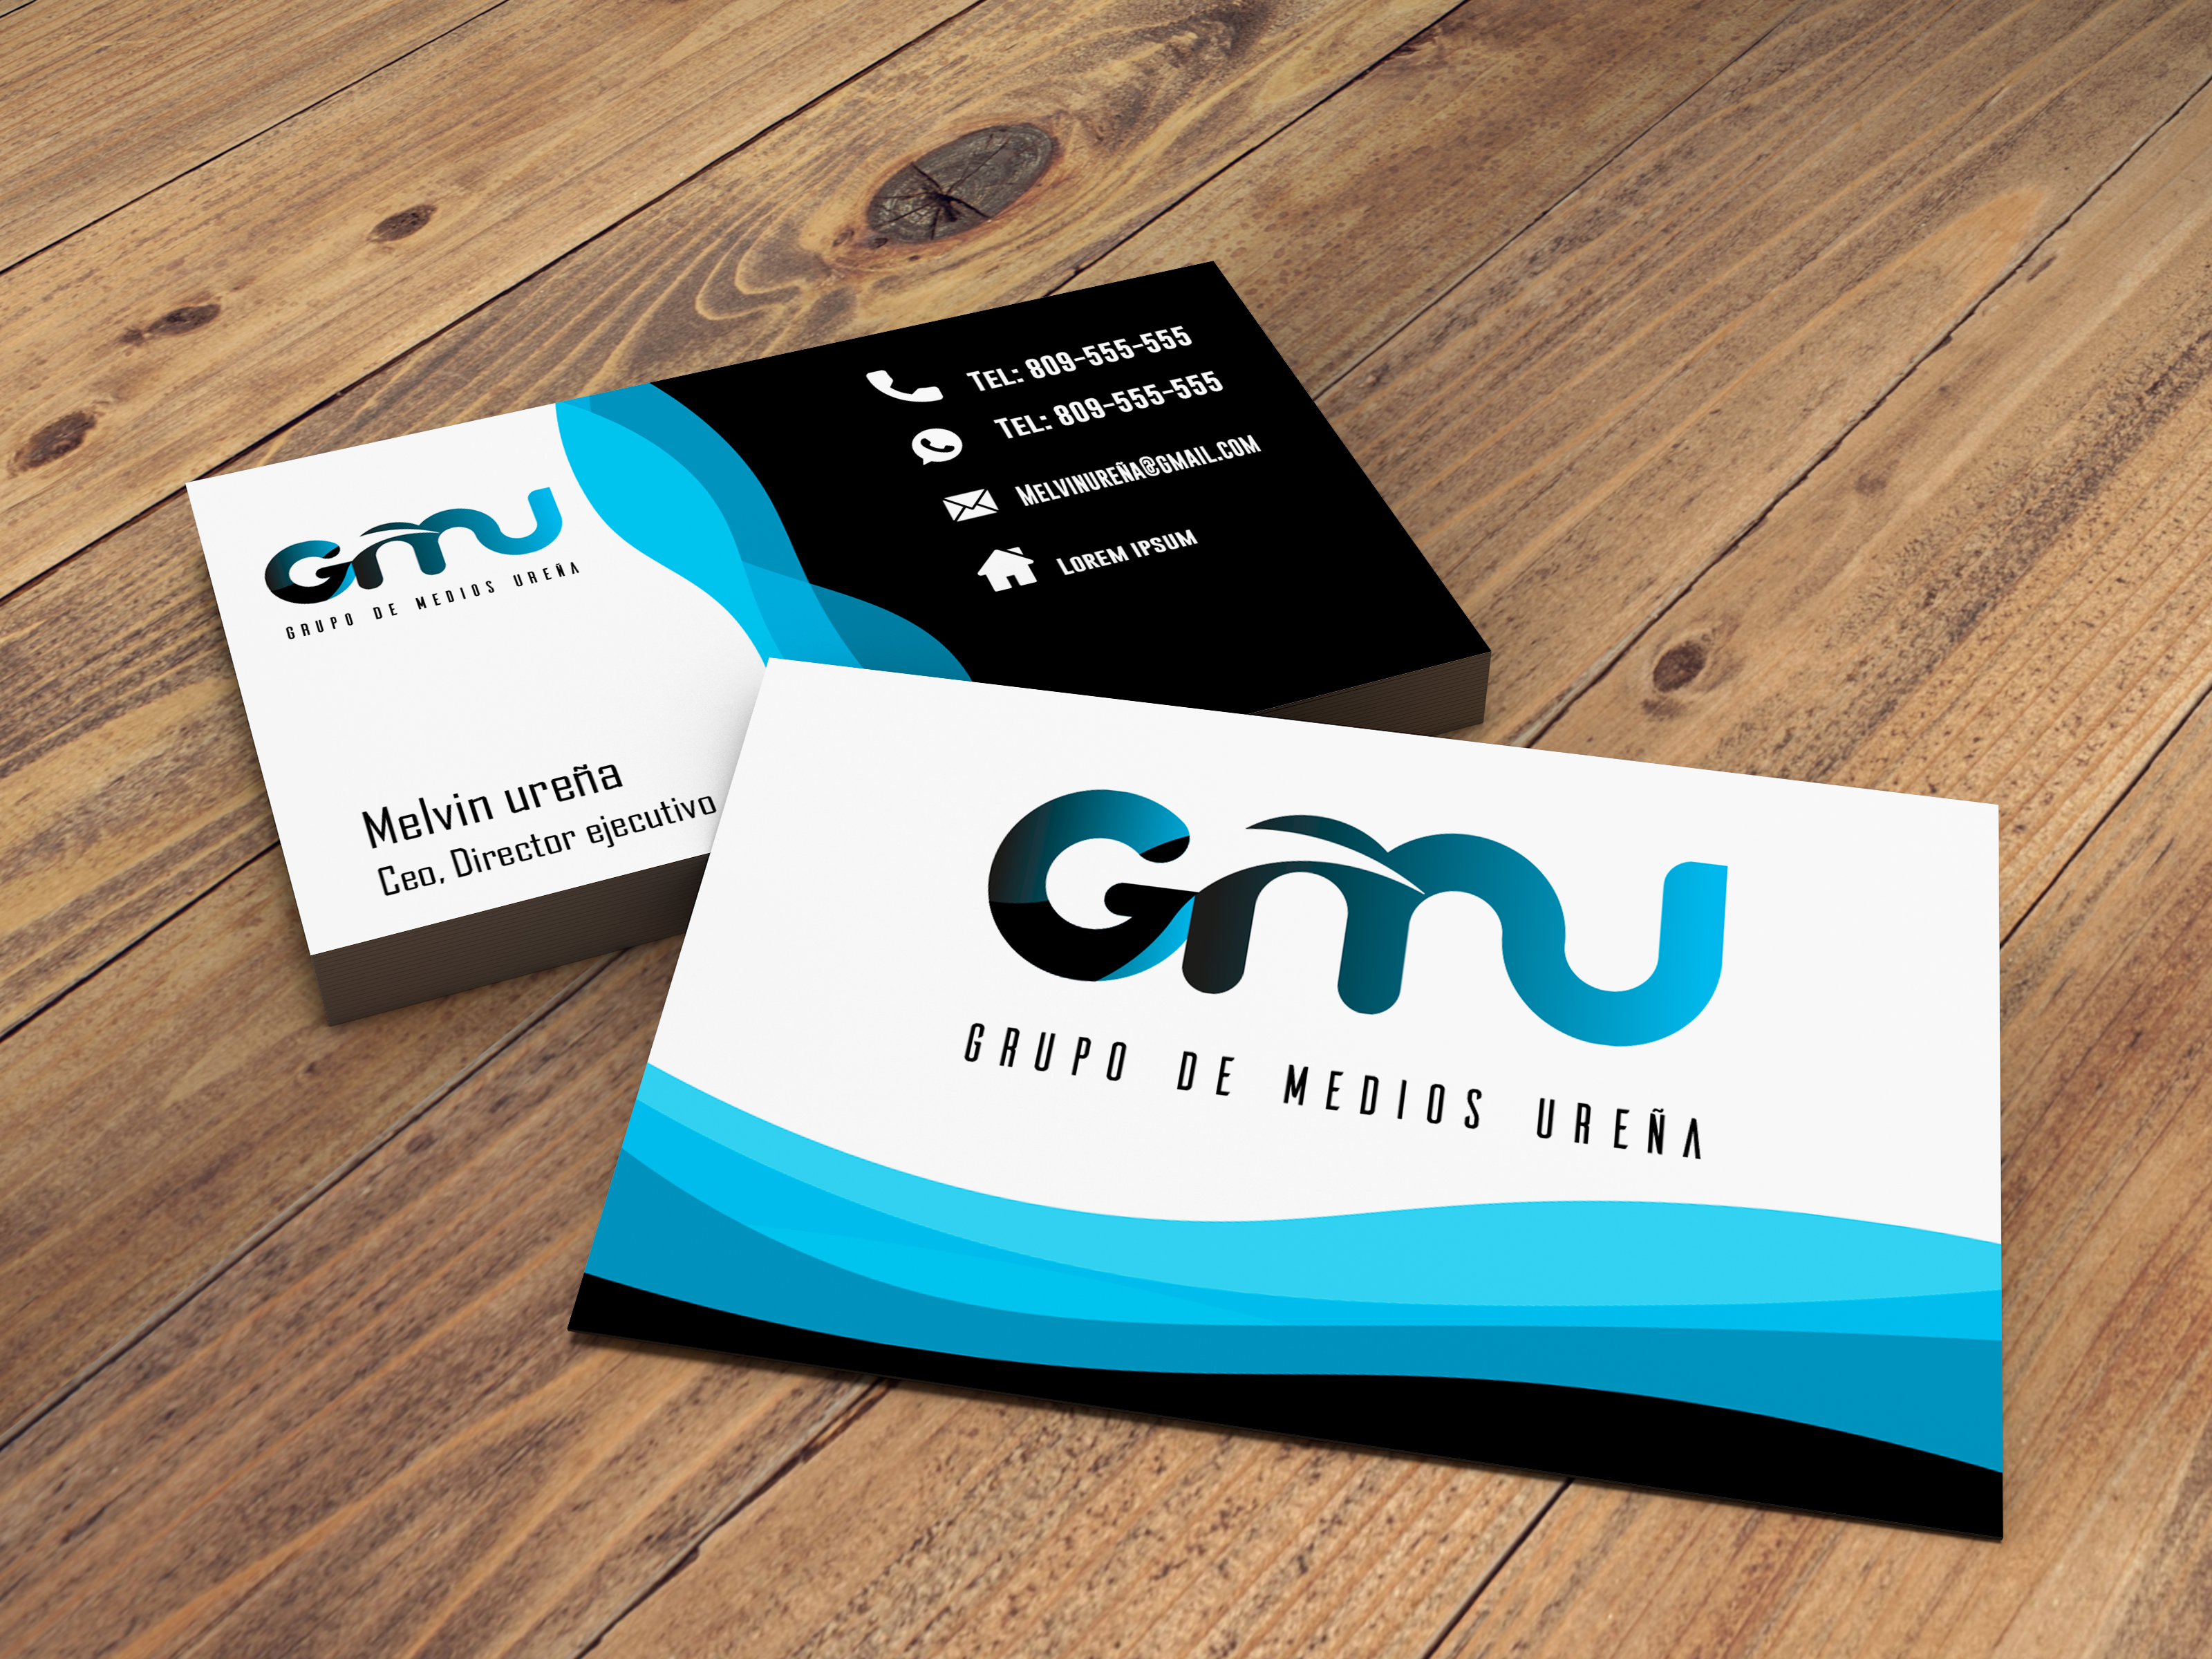 GMU
GRUPO DE MEDIOS UREÑA
Melvin ureña
Ceo, Director ejecutivo
TEL: 809-555-555
TEL: 809-555-555
MELVINUREÑA@GMAIL.COM
LOREM IPSUM
GMU
GRUPO DE MEDIOS UREÑA